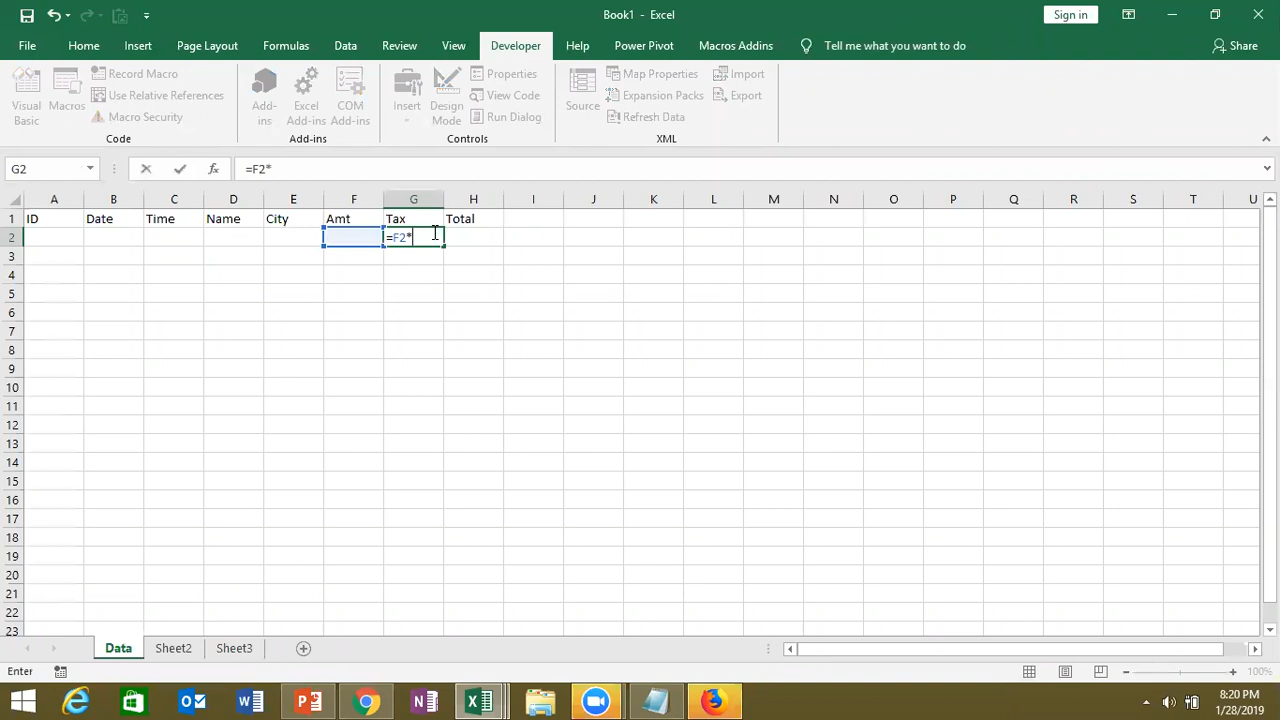 Book1 - Excel
Sign in
File Home Insert Page Layout Formulas Data Review View Developer Help Power Pivot Macros Addins Tell me what you want to do Share
Visual Basic
Macros
Record Macro
Use Relative References
Macro Security
Code
Add-ins
Excel Add-ins
COM Add-ins
Add-ins
Insert
Design Mode
Properties
View Code
Run Dialog
Controls
Source
Map Properties
Expansion Packs
Refresh Data
Import
Export
XML
G2 fx =F2*
A B C D E F G H I J K L M N O P Q R S T U
1 ID Date Time Name City Amt Tax Total
2 =F2*
3
4
5
6
7
8
9
10
11
12
13
14
15
16
17
18
19
20
21
22
23
Data Sheet2 Sheet3
Enter 100%
8:20 PM
1/28/2019